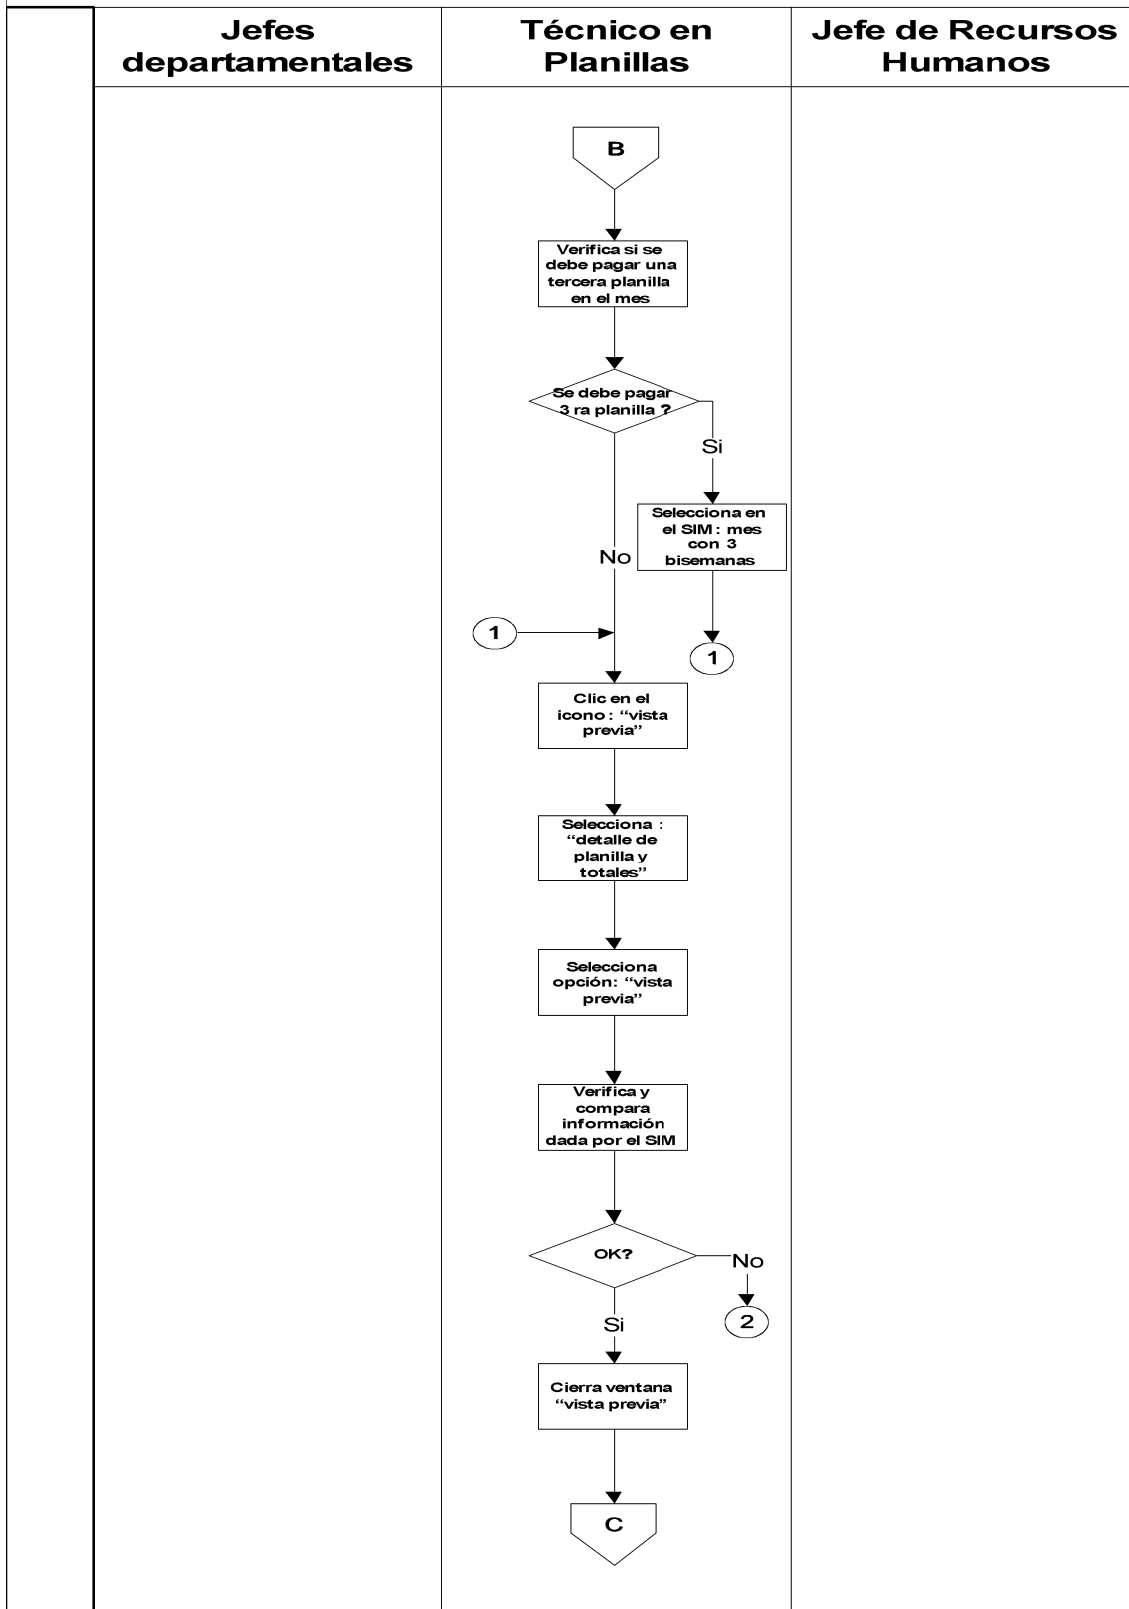 Jefes
departamentales
Técnico en
Planillas
Jefe de Recursos
Humanos
B
Verifica si se
debe pagar una
tercera planilla
en el mes
Se debe pagar
3 ra planilla ?
Si
Selecciona en
el SIM : mes
con 3
bisemanas
No
1
1
Clic en el
icono : “vista
previa”
Selecciona :
“detalle de
planilla y
totales”
Selecciona
opción: “vista
previa”
Verifica y
compara
información
dada por el SIM
OK?
No
2
Si
Cierra ventana
“vista previa”
C